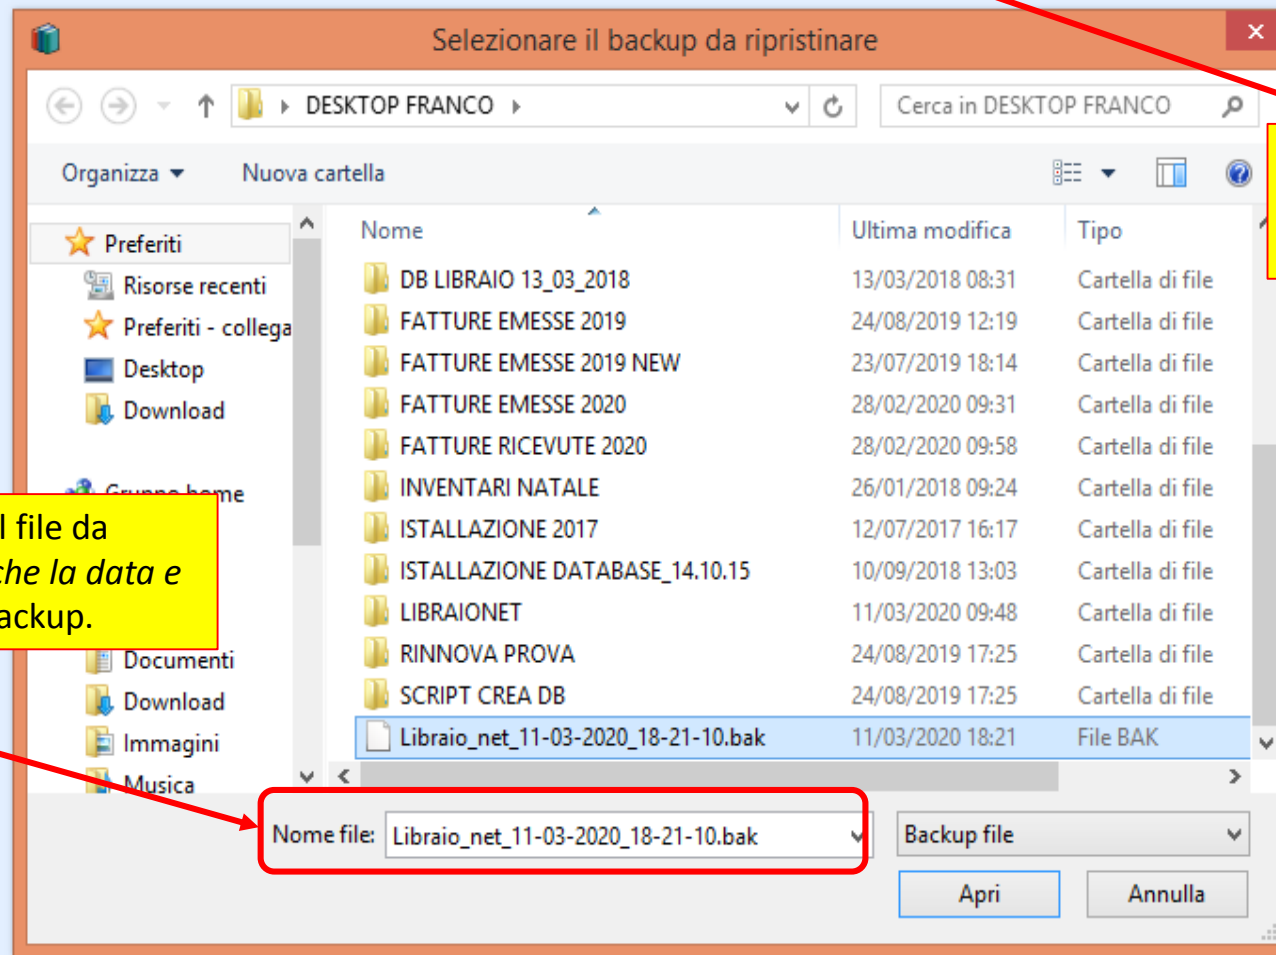 Selezionare il backup da ripristinare
DESKTOP FRANCO
Cerca in DESKTOP FRANCO
Organizza
Nuova cartella
Preferiti
Risorse recenti
Preferiti - collega
Desktop
Download
home
l file da
che la data e
ackup.
Documenti
Download
Immagini
Musica
Nome Ultima modifica Tipo
DB LIBRAIO 13_03_2018 13/03/2018 08:31 Cartella di file
FATTURE EMESSE 2019 24/08/2019 12:19 Cartella di file
FATTURE EMESSE 2019 NEW 23/07/2019 18:14 Cartella di file
FATTURE EMESSE 2020 28/02/2020 09:31 Cartella di file
FATTURE RICEVUTE 2020 28/02/2020 09:58 Cartella di file
INVENTARI NATALE 26/01/2018 09:24 Cartella di file
ISTALLAZIONE 2017 12/07/2017 16:17 Cartella di file
ISTALLAZIONE DATABASE_14.10.15 10/09/2018 13:03 Cartella di file
LIBRAIONET 11/03/2020 09:48 Cartella di file
RINNOVA PROVA 24/08/2019 17:25 Cartella di file
SCRIPT CREA DB 24/08/2019 17:25 Cartella di file
Libraio_net_11-03-2020_18-21-10.bak 11/03/2020 18:21 File BAK
Nome file: Libraio_net_11-03-2020_18-21-10.bak
Backup file
Apri
Annulla